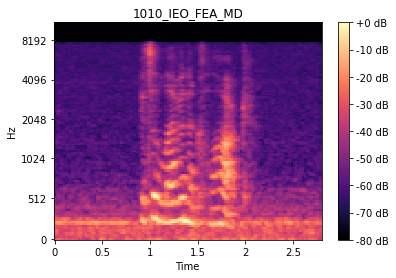 1010_IEO_FEA_MD
+0 dB
8192
-10 dB
4096
-20 dB
-30 dB
2048
Hz
-40 dB
1024
-50 dB
512
-60 dB
-70 dB
0
-80 dB
0 0.5 1 1.5 2 2.5
Time